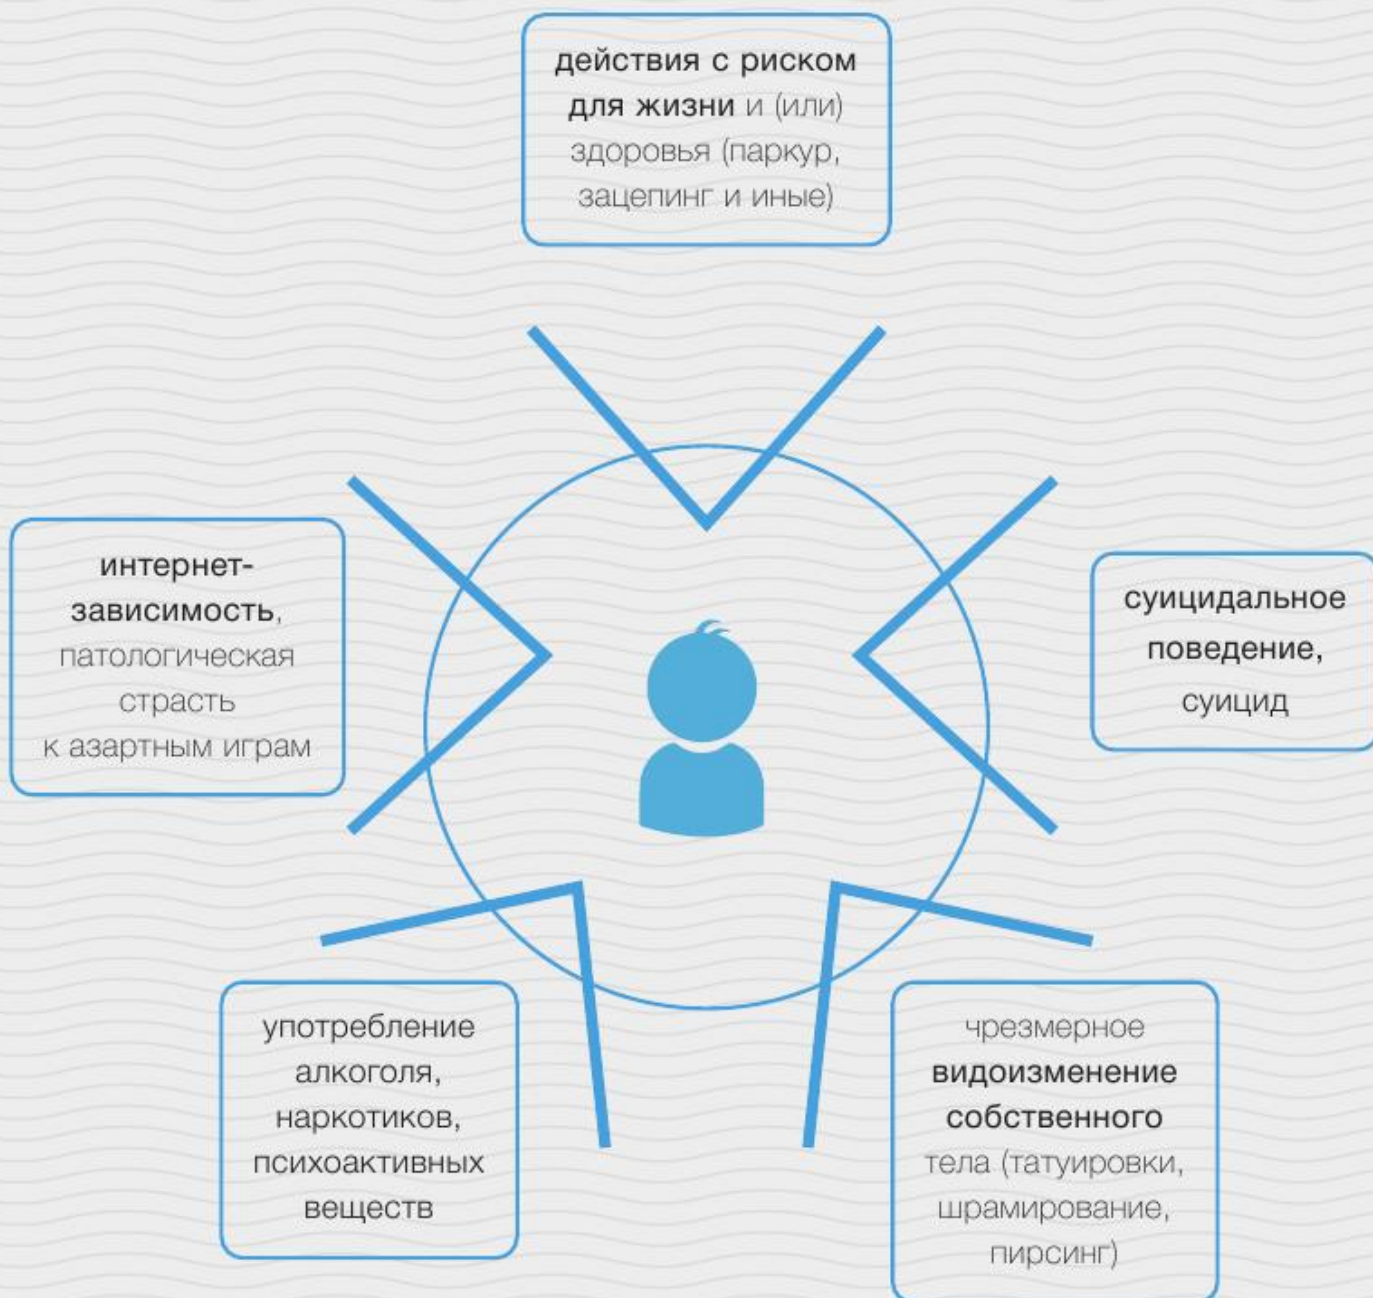 действия с риском
для жизни и (или)
здоровья (паркур,
зацепинг и иные)
интернет-
зависимость,
патологическая
страсть
к азартным играм
суицидальное
поведение,
суицид
употребление
алкоголя,
наркотиков,
психоактивных
веществ
чрезмерное
видоизменение
собственного
тела (татуировки,
шрамирование,
пирсинг)